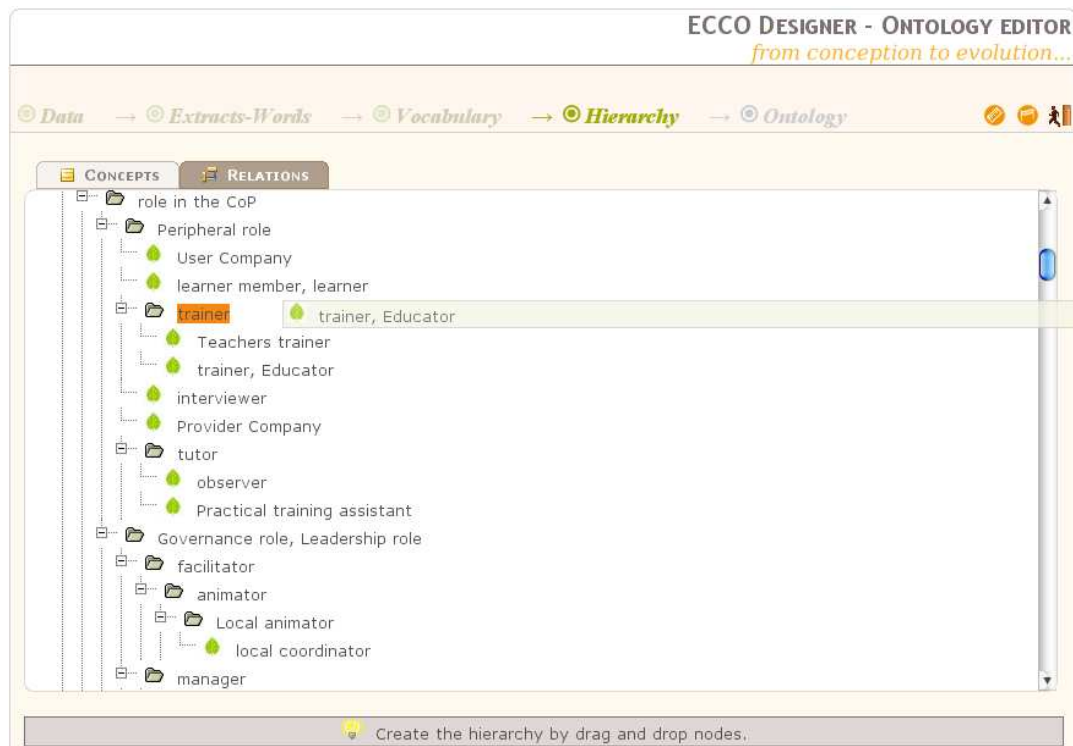 ECCO DESIGNER - ONTOLOGY EDITOR
from conception to evolution...
Data → Extracts-Words → Vocabulary → Hierarchy → Ontology
CONCEPTS RELATIONS
role in the CoP
Peripheral role
User Company
learner member, learner
trainer trainer, Educator
Teachers trainer
trainer, Educator
interviewer
Provider Company
tutor
observer
Practical training assistant
Governance role, Leadership role
facilitator
animator
Local animator
local coordinator
manager
Create the hierarchy by drag and drop nodes.